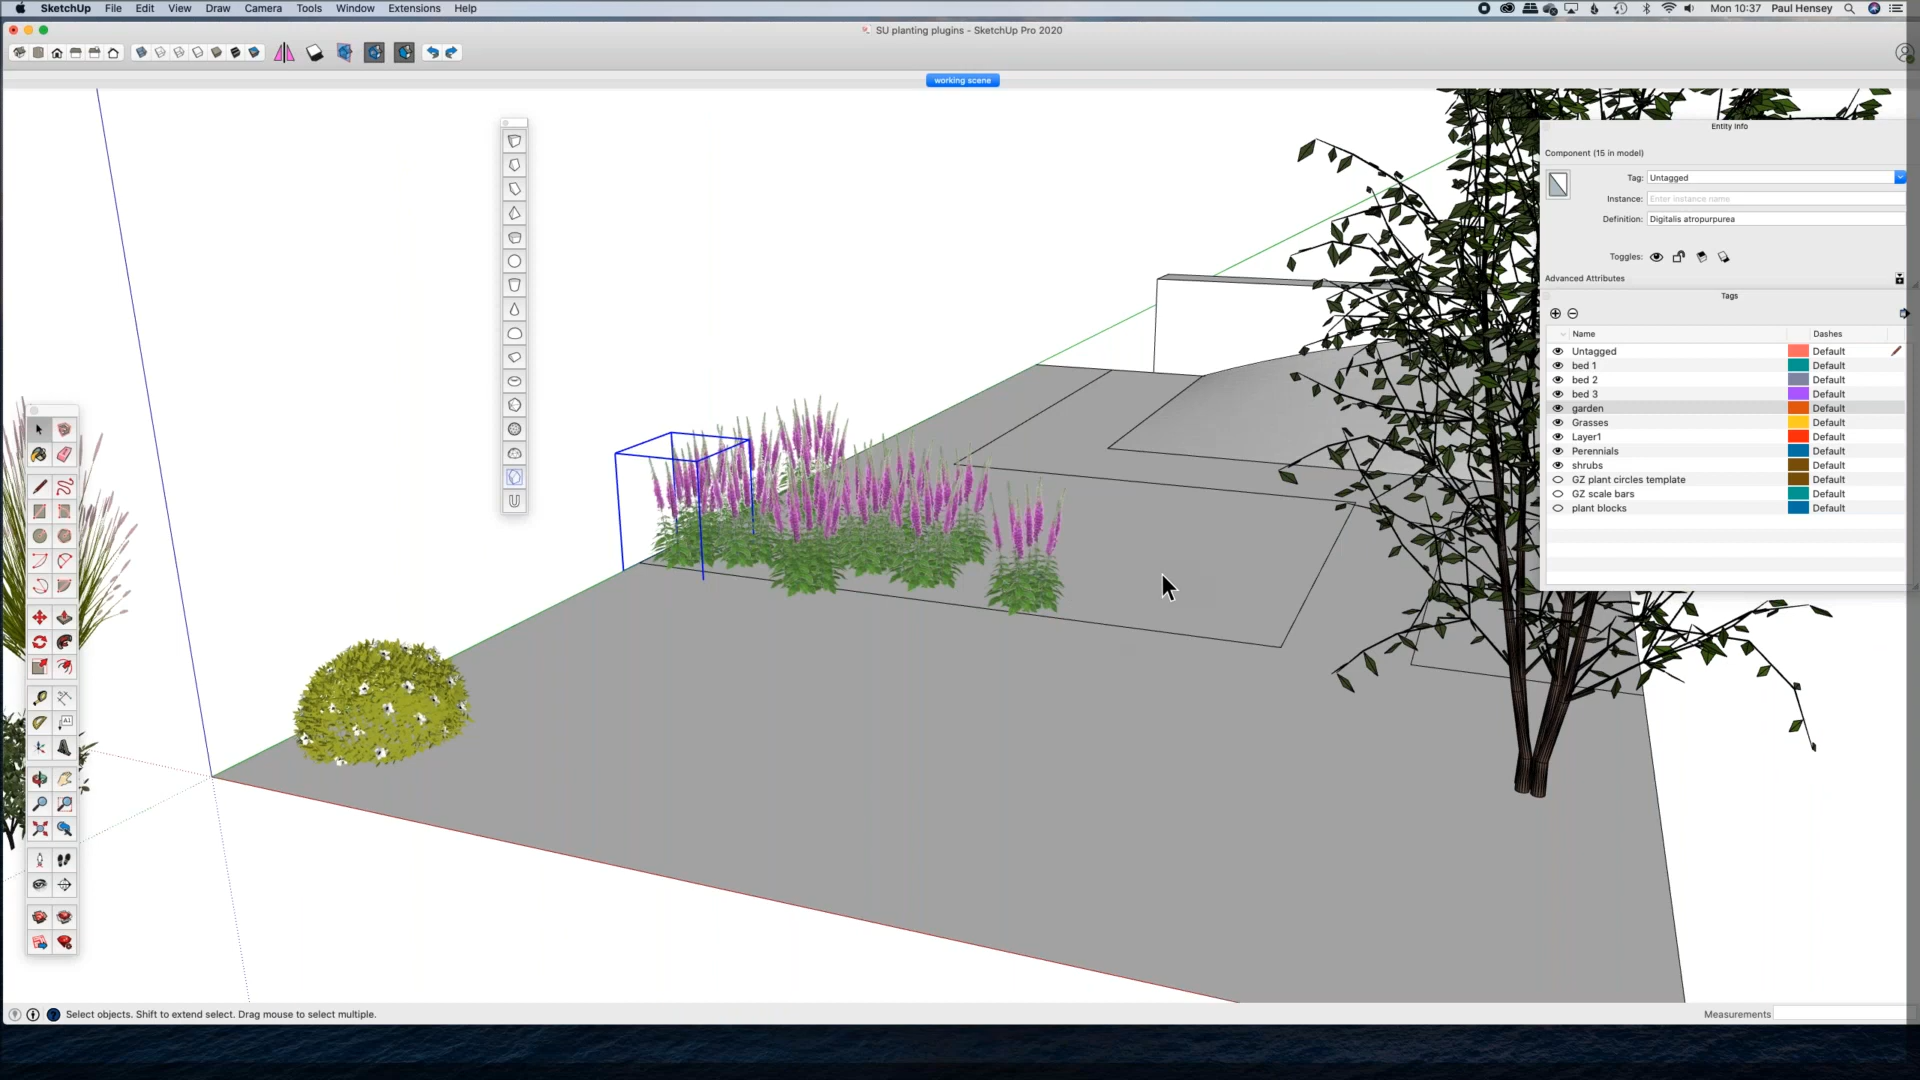 SketchUp File Edit View Draw Camera Tools Window Extensions Help
Mon 10:37 Paul Hensey
SU planting plugins - SketchUp Pro 2020
working scene
Entity Info
Component (15 in model)
Tag: Untagged
Instance: Enter instance name
Definition: Digitalis atropurpurea
Toggles:
Advanced Attributes
Tags
Name Dashes
Untagged Default
bed 1 Default
bed 2 Default
bed 3 Default
garden Default
Grasses Default
Layer1 Default
Perennials Default
shrubs Default
GZ plant circles template Default
GZ scale bars Default
plant blocks Default
Select objects. Shift to extend select. Drag mouse to select multiple.
Measurements